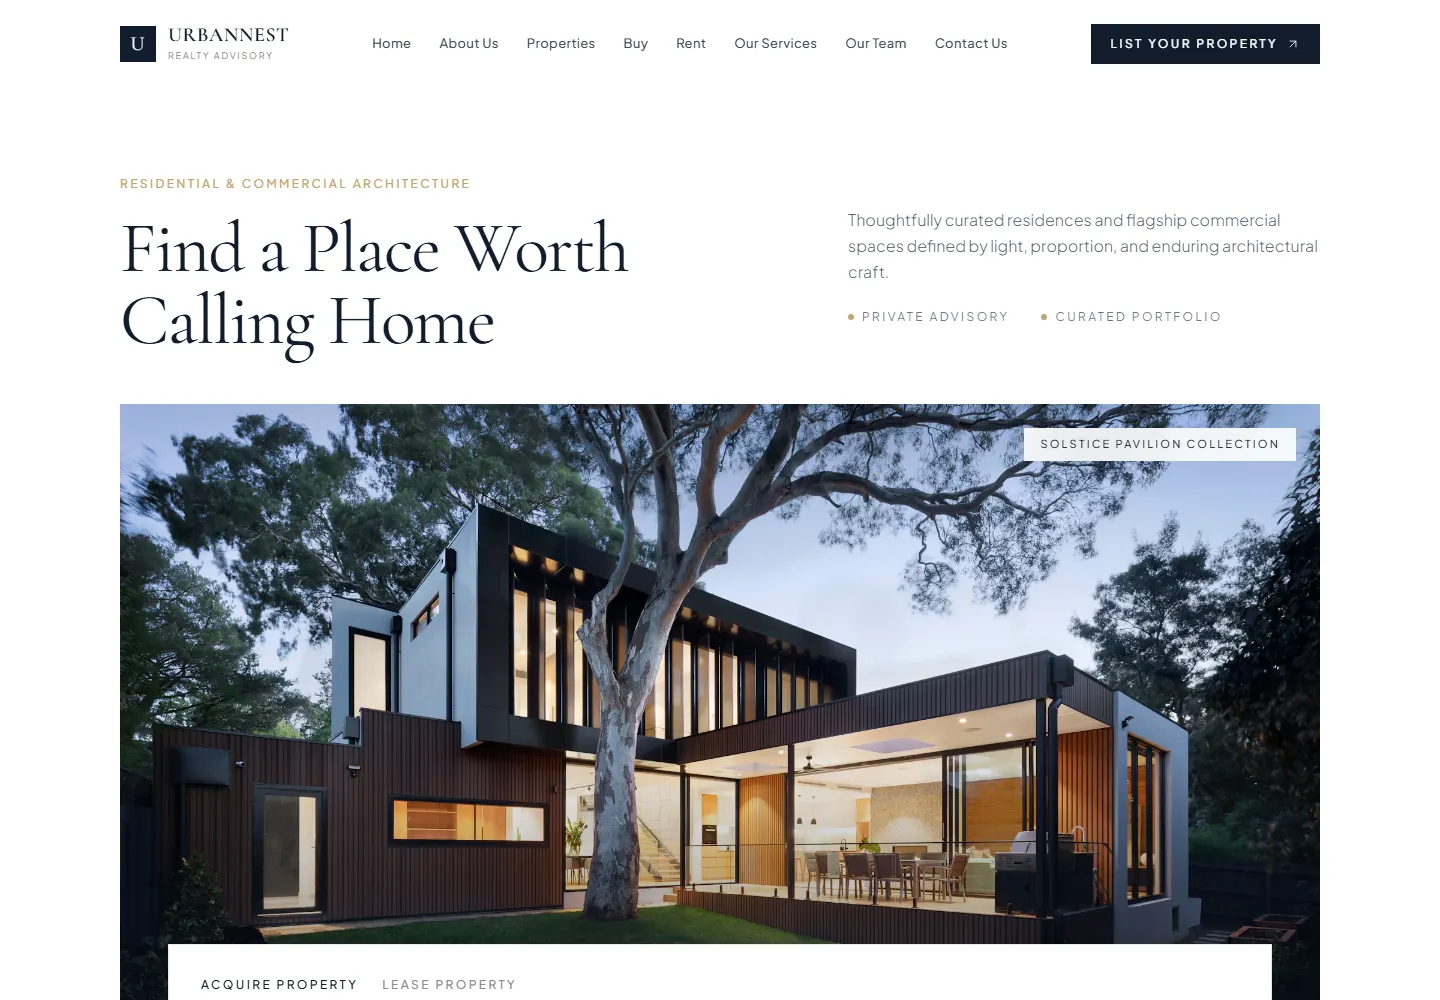 U
URBANNEST
REALTY ADVISORY
Home
About Us
Properties
Buy
Rent
Our Services
Our Team
Contact Us
LIST YOUR PROPERTY
RESIDENTIAL & COMMERCIAL ARCHITECTURE
Find a Place Worth
Calling Home
Thoughtfully curated residences and flagship commercial
spaces defined by light, proportion, and enduring architectural
craft.
PRIVATE ADVISORY
CURATED PORTFOLIO
SOLSTICE PAVILION COLLECTION
ACQUIRE PROPERTY
LEASE PROPERTY